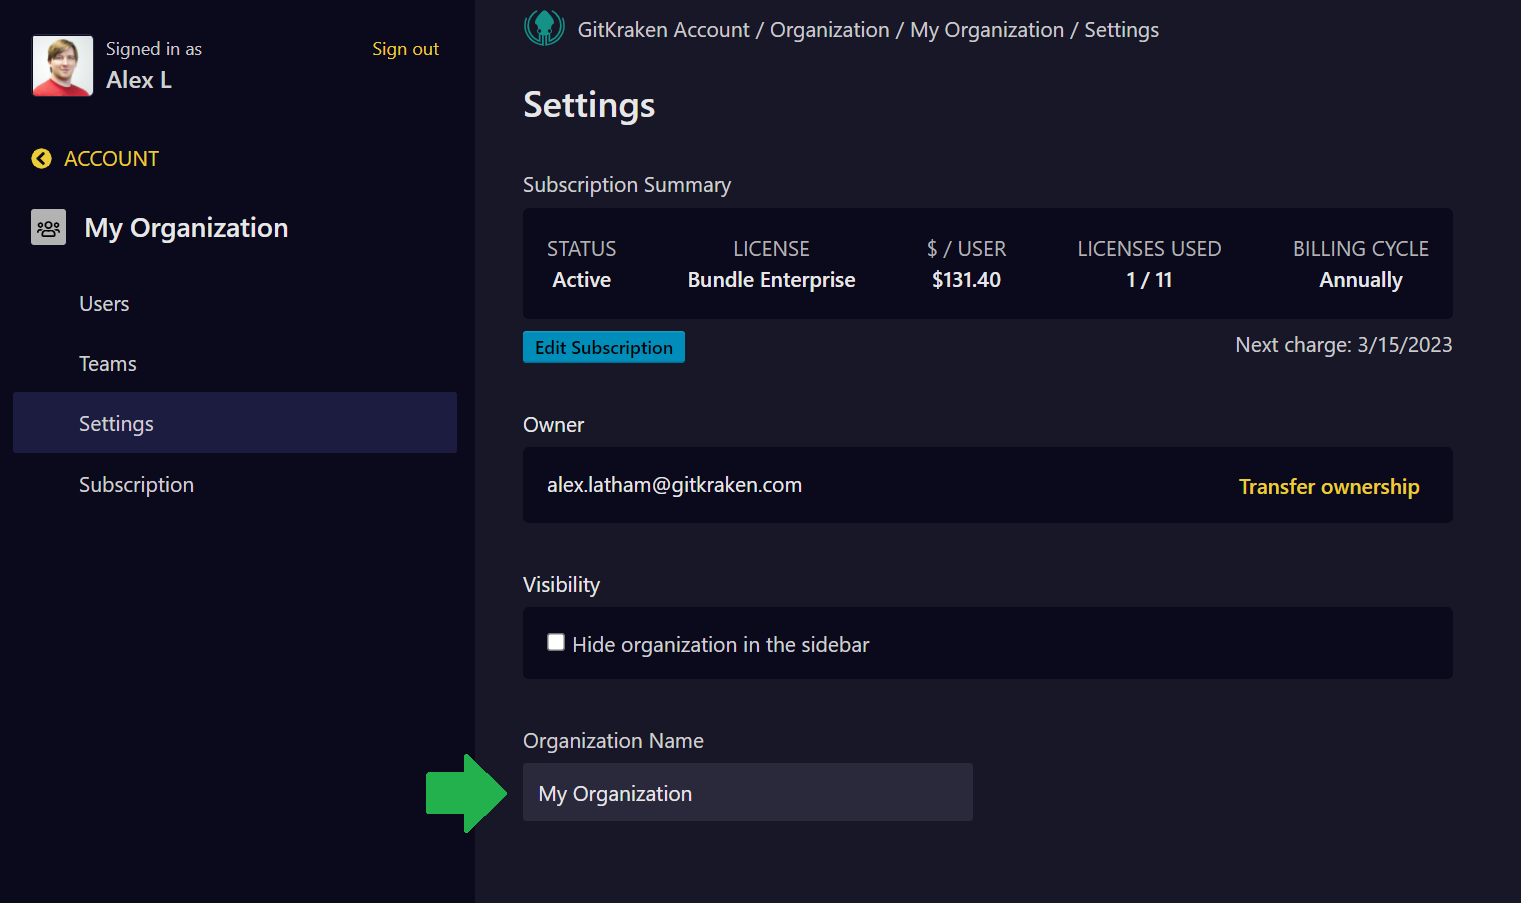 Signed in as
Alex L
Sign out
ACCOUNT
My Organization
Users
Teams
Settings
Subscription
GitKraken Account / Organization / My Organization / Settings
Settings
Subscription Summary
STATUS LICENSE $ / USER LICENSES USED BILLING CYCLE
Active Bundle Enterprise $131.40 1 / 11 Annually
Edit Subscription
Next charge: 3/15/2023
Owner
alex.latham@gitkraken.com
Transfer ownership
Visibility
Hide organization in the sidebar
Organization Name
My Organization